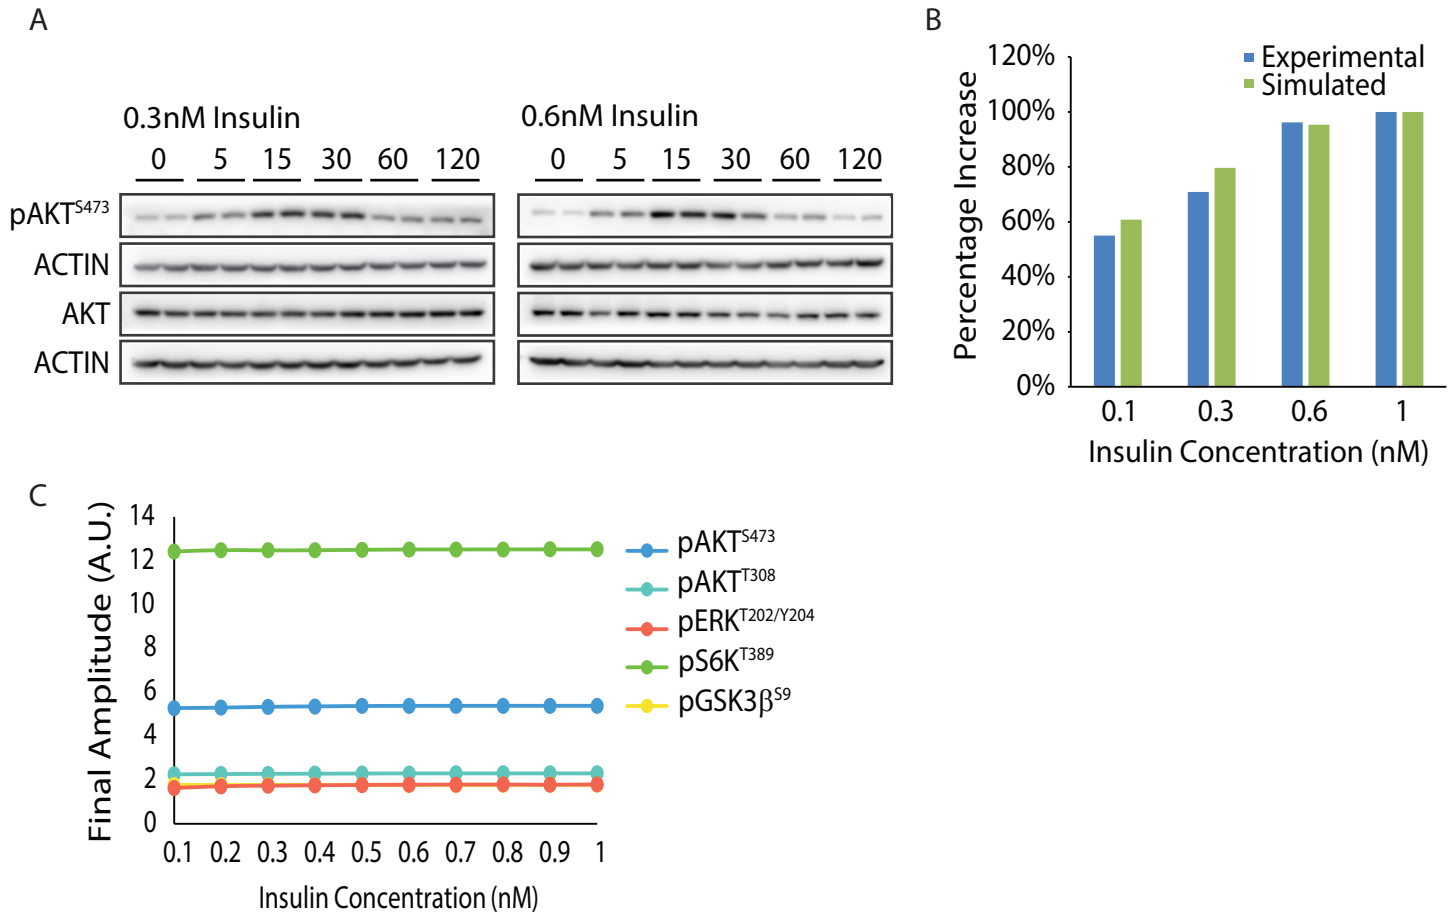 A
0.3nM Insulin
0 5 15 30 60 120
0.6nM Insulin
0 5 15 30 60 120
pAKTS473
ACTIN
AKT
ACTIN
B
120%
100%
80%
60%
40%
20%
0%
Percentage Increase
Experimental
Simulated
0.1 0.3 0.6 1
Insulin Concentration (nM)
C
14
12
10
8
6
4
2
0
Final Amplitude (A.U.)
pAKTS473
pAKTT308
pERKT202/Y204
pS6KT389
pGSK3βS9
0.1 0.2 0.3 0.4 0.5 0.6 0.7 0.8 0.9 1
Insulin Concentration (nM)